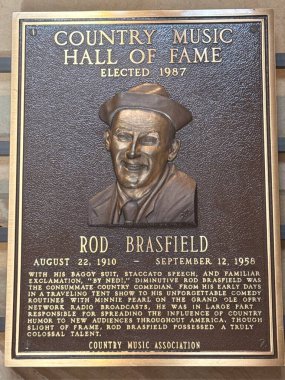 COUNTRY MUSIC
HALL OF FAME
ELECTED 1987
ROD BRASFIELD
AUGUST 22, 1910 - SEPTEMBER 12, 1958
WITH HIS BAGGY SUIT, STACCATO SPEECH, AND FAMILIAR
EXCLAMATION, "BY NED!," DIMINUTIVE ROD BRASFIELD WAS
THE CONSUMMATE COUNTRY COMEDIAN. FROM HIS EARLY DAYS
IN A TRAVELING TENT SHOW TO HIS UNFORGETTABLE COMEDY
ROUTINES WITH MINNIE PEARL ON THE GRAND OLE OPRY
NETWORK RADIO BROADCASTS, HE WAS IN LARGE PART
RESPONSIBLE FOR SPREADING THE INFLUENCE OF COUNTRY
HUMOR TO NEW AUDIENCES THROUGHOUT AMERICA. THOUGH
SLIGHT OF FRAME, ROD BRASFIELD POSSESSED A TRULY
COLOSSAL TALENT.
COUNTRY MUSIC ASSOCIATION